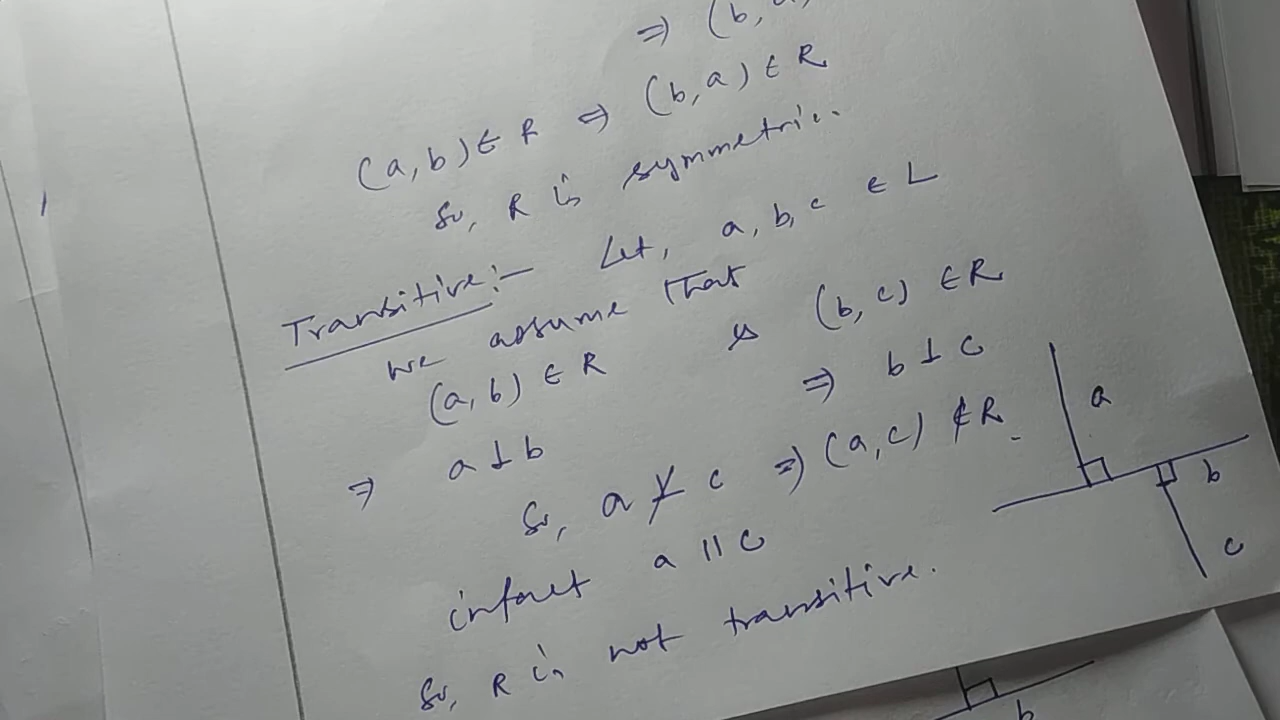 ⇒ (b, a,
(a, b) ∈ R ⇒ (b, a) ∈ R
So, R is symmetric.
Transitive:— Let, a, b, c ∈ L
we assume that
(a, b) ∈ R & (b, c) ∈ R
⇒ a ⊥ b ⇒ b ⊥ c
So, a ⊥̸ c ⇒ (a, c) ∉ R.
infact a || c
So, R is not transitive.
a
b
c
b